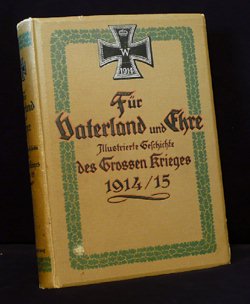 W
1914
Für
Vaterland und Ehre
Illustrierte Geschichte
des Grossen Krieges
1914/15